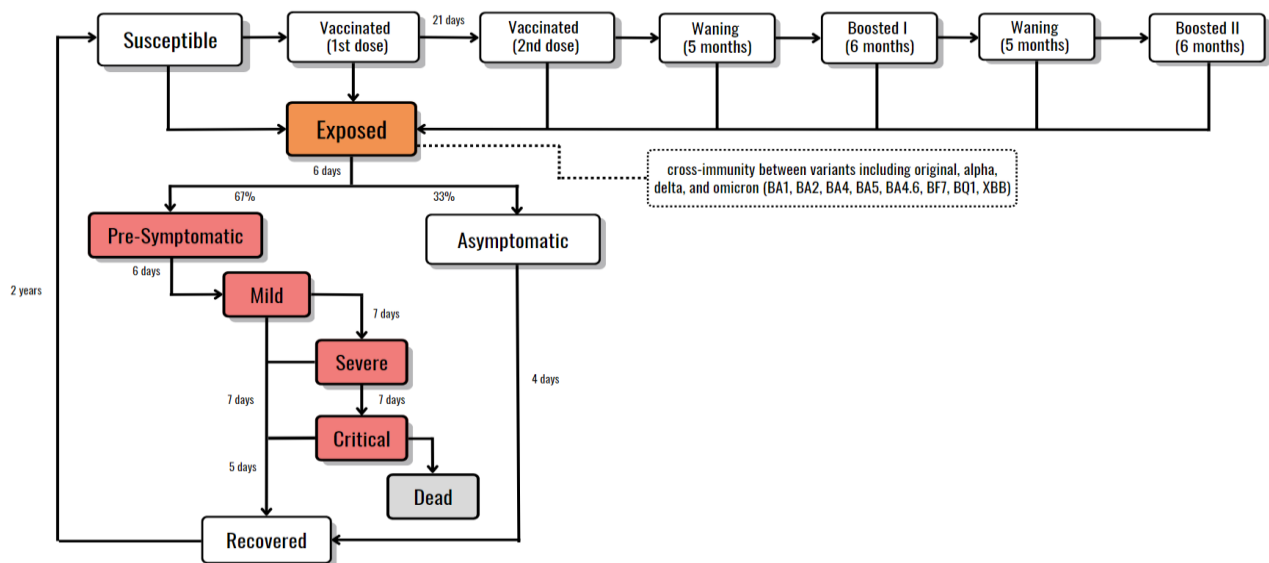 21 days
Susceptible
Vaccinated
(1st dose)
Vaccinated
(2nd dose)
Waning
(5 months)
Boosted I
(6 months)
Waning
(5 months)
Boosted II
(6 months)
Exposed
6 days
cross-immunity between variants including original, alpha,
delta, and omicron (BA1, BA2, BA4, BA5, BA4.6, BF7, BQ1, XBB)
67%
33%
Pre-Symptomatic
Asymptomatic
6 days
2 years
Mild
7 days
Severe
4 days
7 days
7 days
Critical
5 days
Dead
Recovered